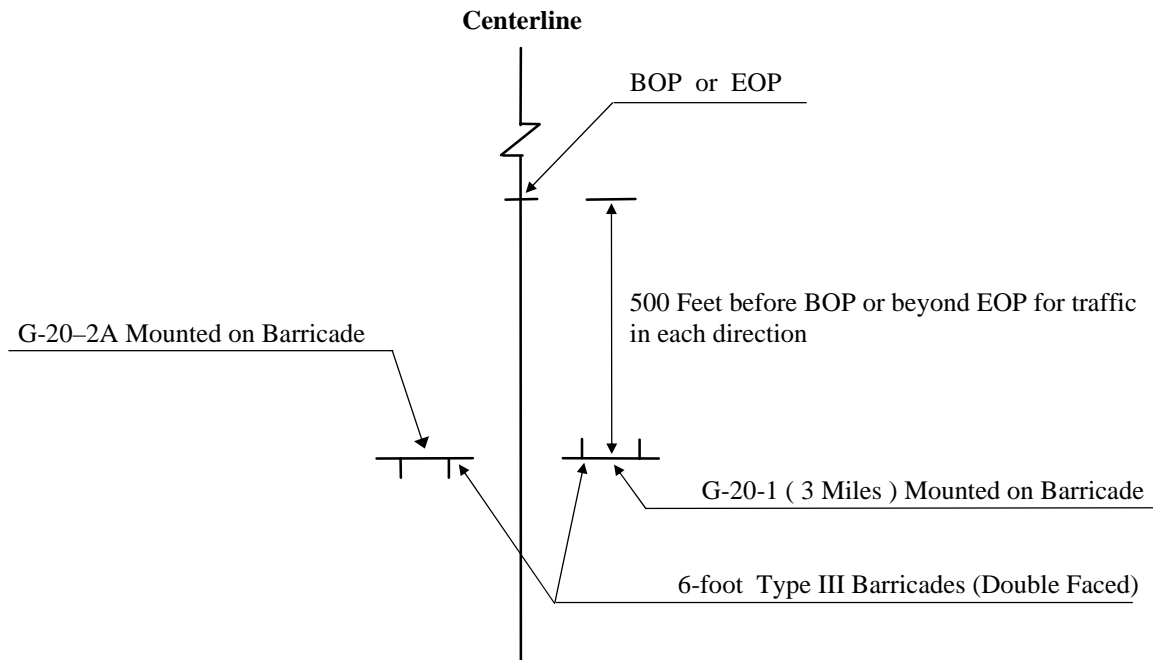 Centerline
BOP or EOP
500 Feet before BOP or beyond EOP for traffic
in each direction
G-20–2A Mounted on Barricade
G-20-1 ( 3 Miles ) Mounted on Barricade
6-foot Type III Barricades (Double Faced)